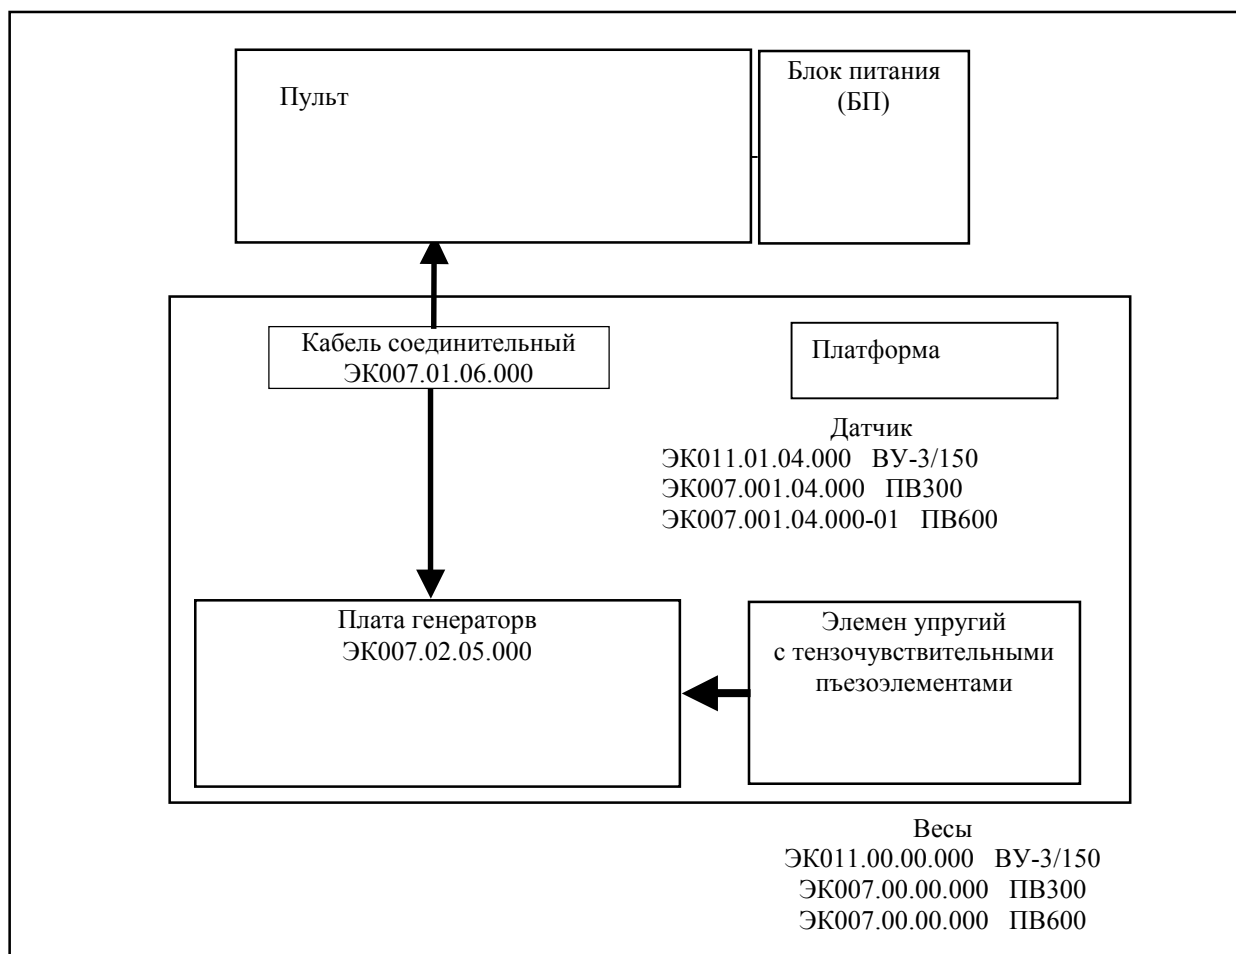 Пульт
Блок питания
(БП)
Кабель соединительный
ЭК007.01.06.000
Платформа
Датчик
ЭК011.01.04.000 ВУ-3/150
ЭК007.001.04.000 ПВ300
ЭК007.001.04.000-01 ПВ600
Плата генераторв
ЭК007.02.05.000
Элемен упругий
с тензочувствительными
пъезоэлементами
Весы
ЭК011.00.00.000 ВУ-3/150
ЭК007.00.00.000 ПВ300
ЭК007.00.00.000 ПВ600